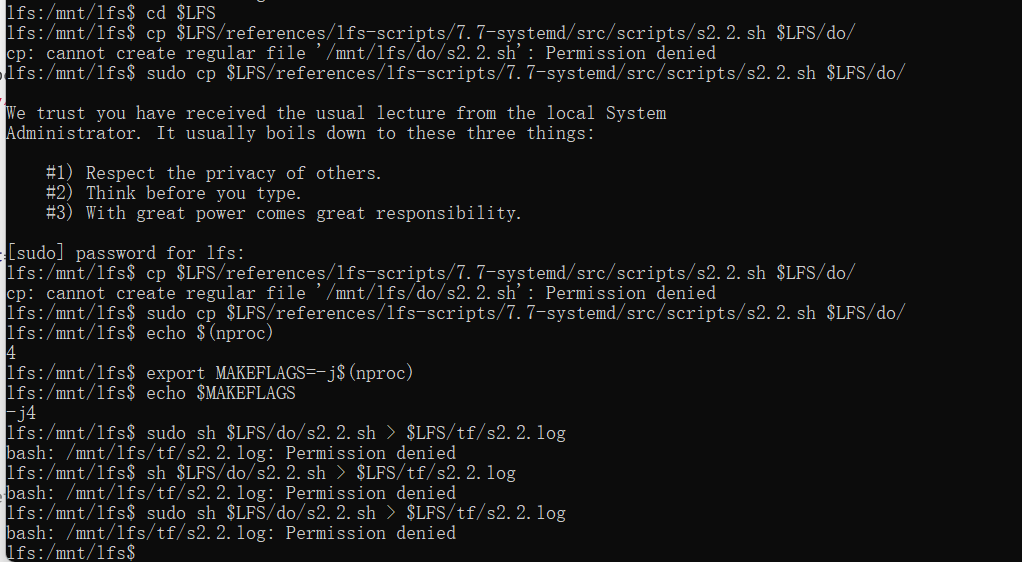 lfs:/mnt/lfs$ cd $LFS
lfs:/mnt/lfs$ cp $LFS/references/lfs-scripts/7.7-systemd/src/scripts/s2.2.sh $LFS/do/
cp: cannot create regular file '/mnt/lfs/do/s2.2.sh': Permission denied
lfs:/mnt/lfs$ sudo cp $LFS/references/lfs-scripts/7.7-systemd/src/scripts/s2.2.sh $LFS/do/
We trust you have received the usual lecture from the local System
Administrator. It usually boils down to these three things:
#1) Respect the privacy of others.
#2) Think before you type.
#3) With great power comes great responsibility.
[sudo] password for lfs:
lfs:/mnt/lfs$ cp $LFS/references/lfs-scripts/7.7-systemd/src/scripts/s2.2.sh $LFS/do/
cp: cannot create regular file '/mnt/lfs/do/s2.2.sh': Permission denied
lfs:/mnt/lfs$ sudo cp $LFS/references/lfs-scripts/7.7-systemd/src/scripts/s2.2.sh $LFS/do/
lfs:/mnt/lfs$ echo $(nproc)
4
lfs:/mnt/lfs$ export MAKEFLAGS=-j$(nproc)
lfs:/mnt/lfs$ echo $MAKEFLAGS
-j4
lfs:/mnt/lfs$ sudo sh $LFS/do/s2.2.sh > $LFS/tf/s2.2.log
bash: /mnt/lfs/tf/s2.2.log: Permission denied
lfs:/mnt/lfs$ sh $LFS/do/s2.2.sh > $LFS/tf/s2.2.log
bash: /mnt/lfs/tf/s2.2.log: Permission denied
lfs:/mnt/lfs$ sudo sh $LFS/do/s2.2.sh > $LFS/tf/s2.2.log
bash: /mnt/lfs/tf/s2.2.log: Permission denied
lfs:/mnt/lfs$